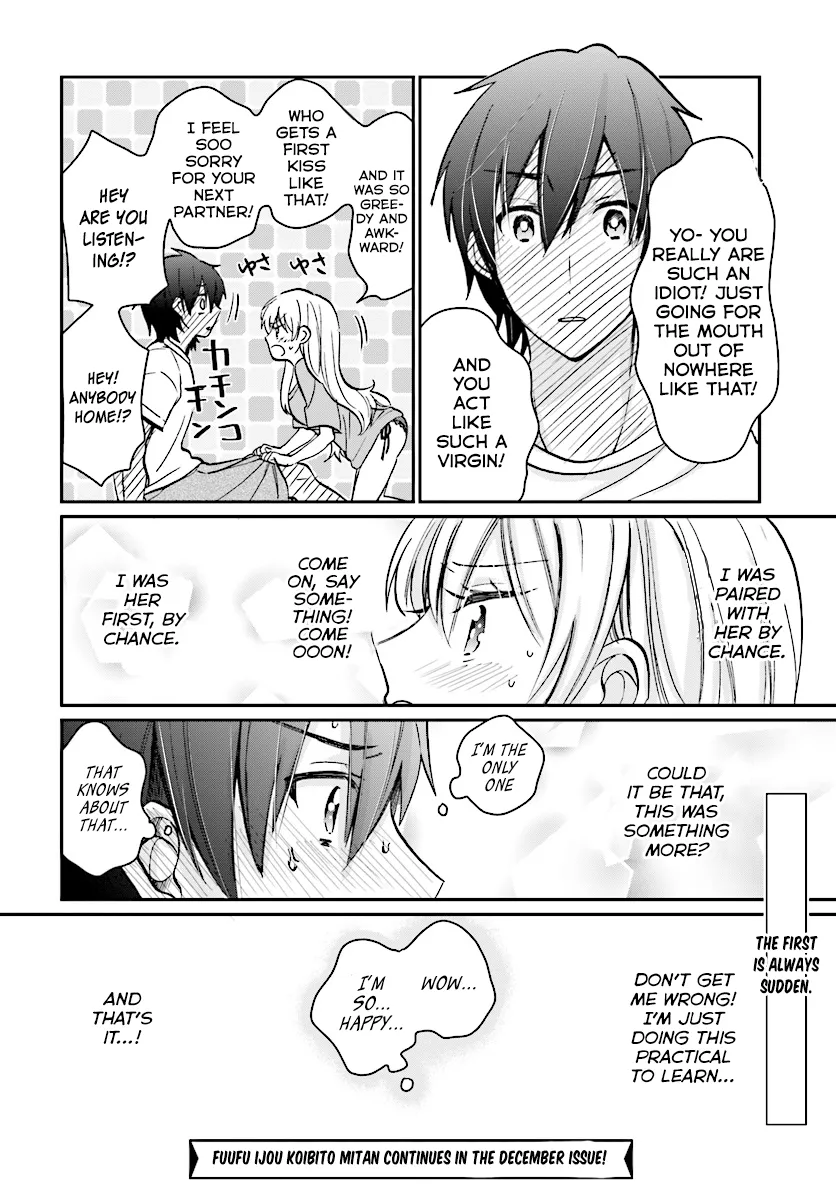 YO- YOU
REALLY ARE
SUCH AN
IDIOT! JUST
GOING FOR
THE MOUTH
OUT OF
NOWHERE
LIKE THAT!
AND
YOU
ACT
LIKE
SUCH A
VIRGIN!
AND IT
WAS SO
GREE-
DY AND
AWK-
WARD!
WHO
GETS A
FIRST
KISS
LIKE
THAT!
I FEEL
SOO
SORRY
FOR YOUR
NEXT
PARTNER!
HEY
ARE YOU
LISTEN-
ING!?
ゆさ
ゆさ
HEY!
ANYBODY
HOME!?
カチンコ
チン
I WAS
PAIRED
WITH
HER BY
CHANCE.
COME
ON, SAY
SOME-
THING!
COME
OOON!
I WAS
HER
FIRST, BY
CHANCE.
COULD
IT BE THAT,
THIS WAS
SOMETHING
MORE?
I'M THE
ONLY
ONE
THAT
KNOWS
ABOUT
THAT...
THE FIRST
IS ALWAYS
SUDDEN.
DON'T GET
ME WRONG!
I'M JUST
DOING THIS
PRACTICAL
TO LEARN...
WOW...
I'M
SO...
HAPPY...
AND
THAT'S
IT...!
FUUFU IJOU KOIBITO MITAN CONTINUES IN THE DECEMBER ISSUE!